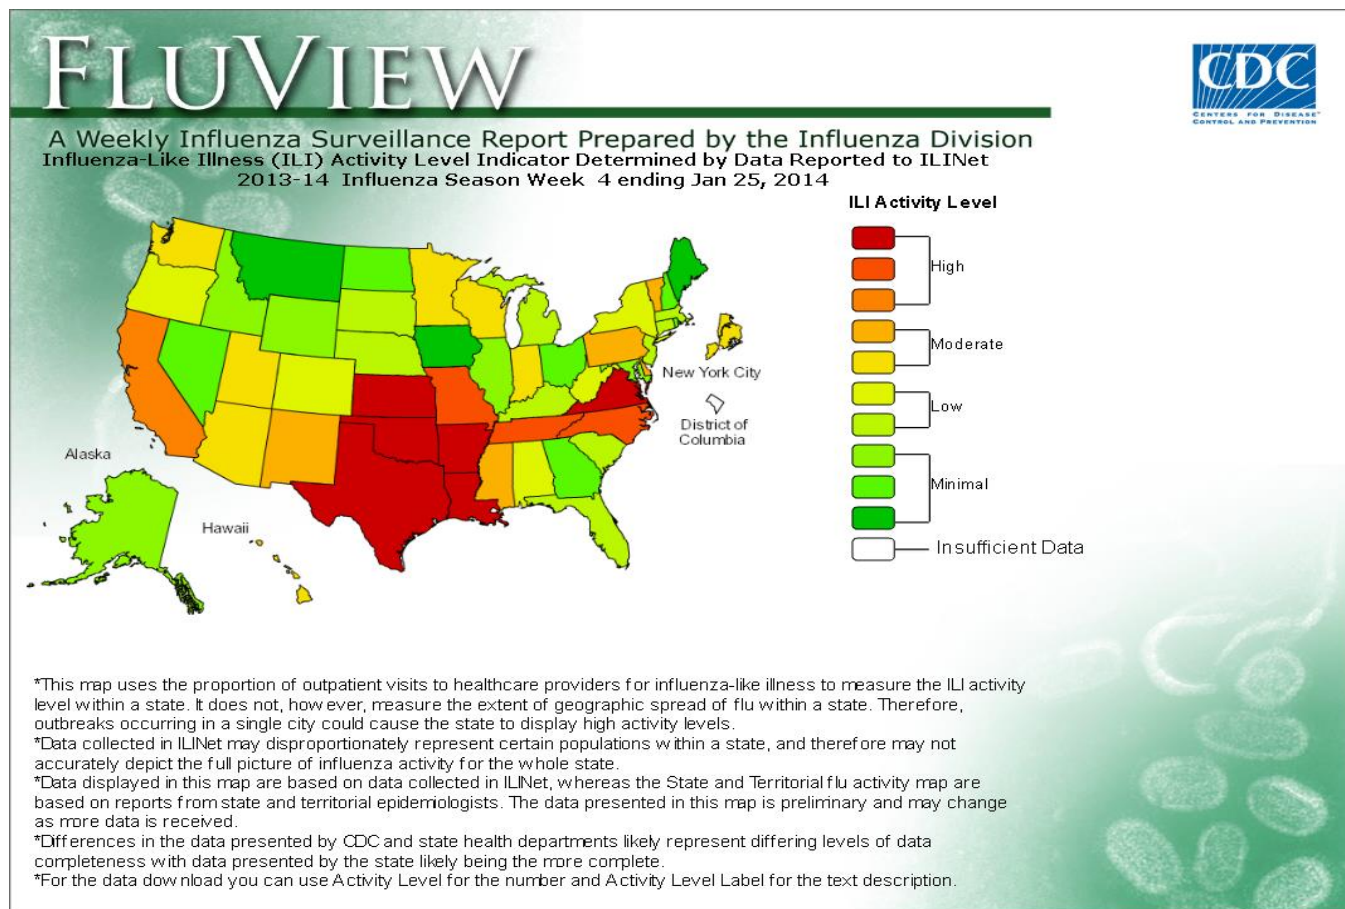 FLUVIEW
CDC
CENTERS FOR DISEASE
CONTROL AND PREVENTION
A Weekly Influenza Surveillance Report Prepared by the Influenza Division
Influenza-Like Illness (ILI) Activity Level Indicator Determined by Data Reported to ILINet
2013-14 Influenza Season Week 4 ending Jan 25, 2014
ILI Activity Level
High
Moderate
Low
Minimal
Insufficient Data
New York City
District of
Columbia
Alaska
Hawaii
*This map uses the proportion of outpatient visits to healthcare providers for influenza-like illness to measure the ILI activity
level within a state. It does not, however, measure the extent of geographic spread of flu within a state. Therefore,
outbreaks occurring in a single city could cause the state to display high activity levels.
*Data collected in ILINet may disproportionately represent certain populations within a state, and therefore may not
accurately depict the full picture of influenza activity for the whole state.
*Data displayed in this map are based on data collected in ILINet, whereas the State and Territorial flu activity map are
based on reports from state and territorial epidemiologists. The data presented in this map is preliminary and may change
as more data is received.
*Differences in the data presented by CDC and state health departments likely represent differing levels of data
completeness with data presented by the state likely being the more complete.
*For the data download you can use Activity Level for the number and Activity Level Label for the text description.